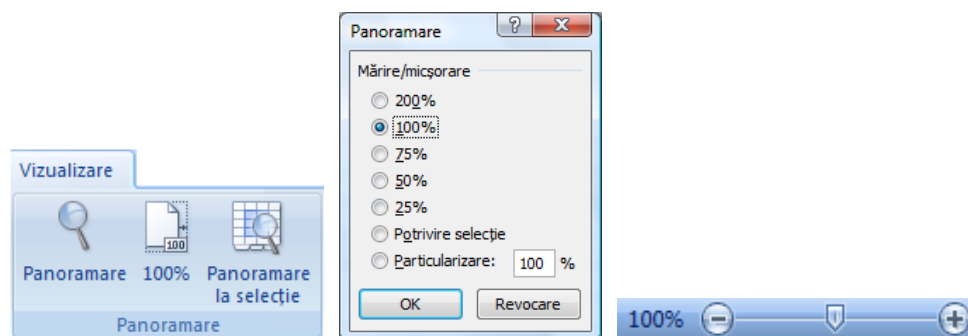 Vizualizare
Panoramare 100% Panoramare la selecție
100
Panoramare
Panoramare
Mărire/micșorare
200%
100%
75%
50%
25%
Potrivire selecție
Particularizare: 100 %
OK Revocare
100%